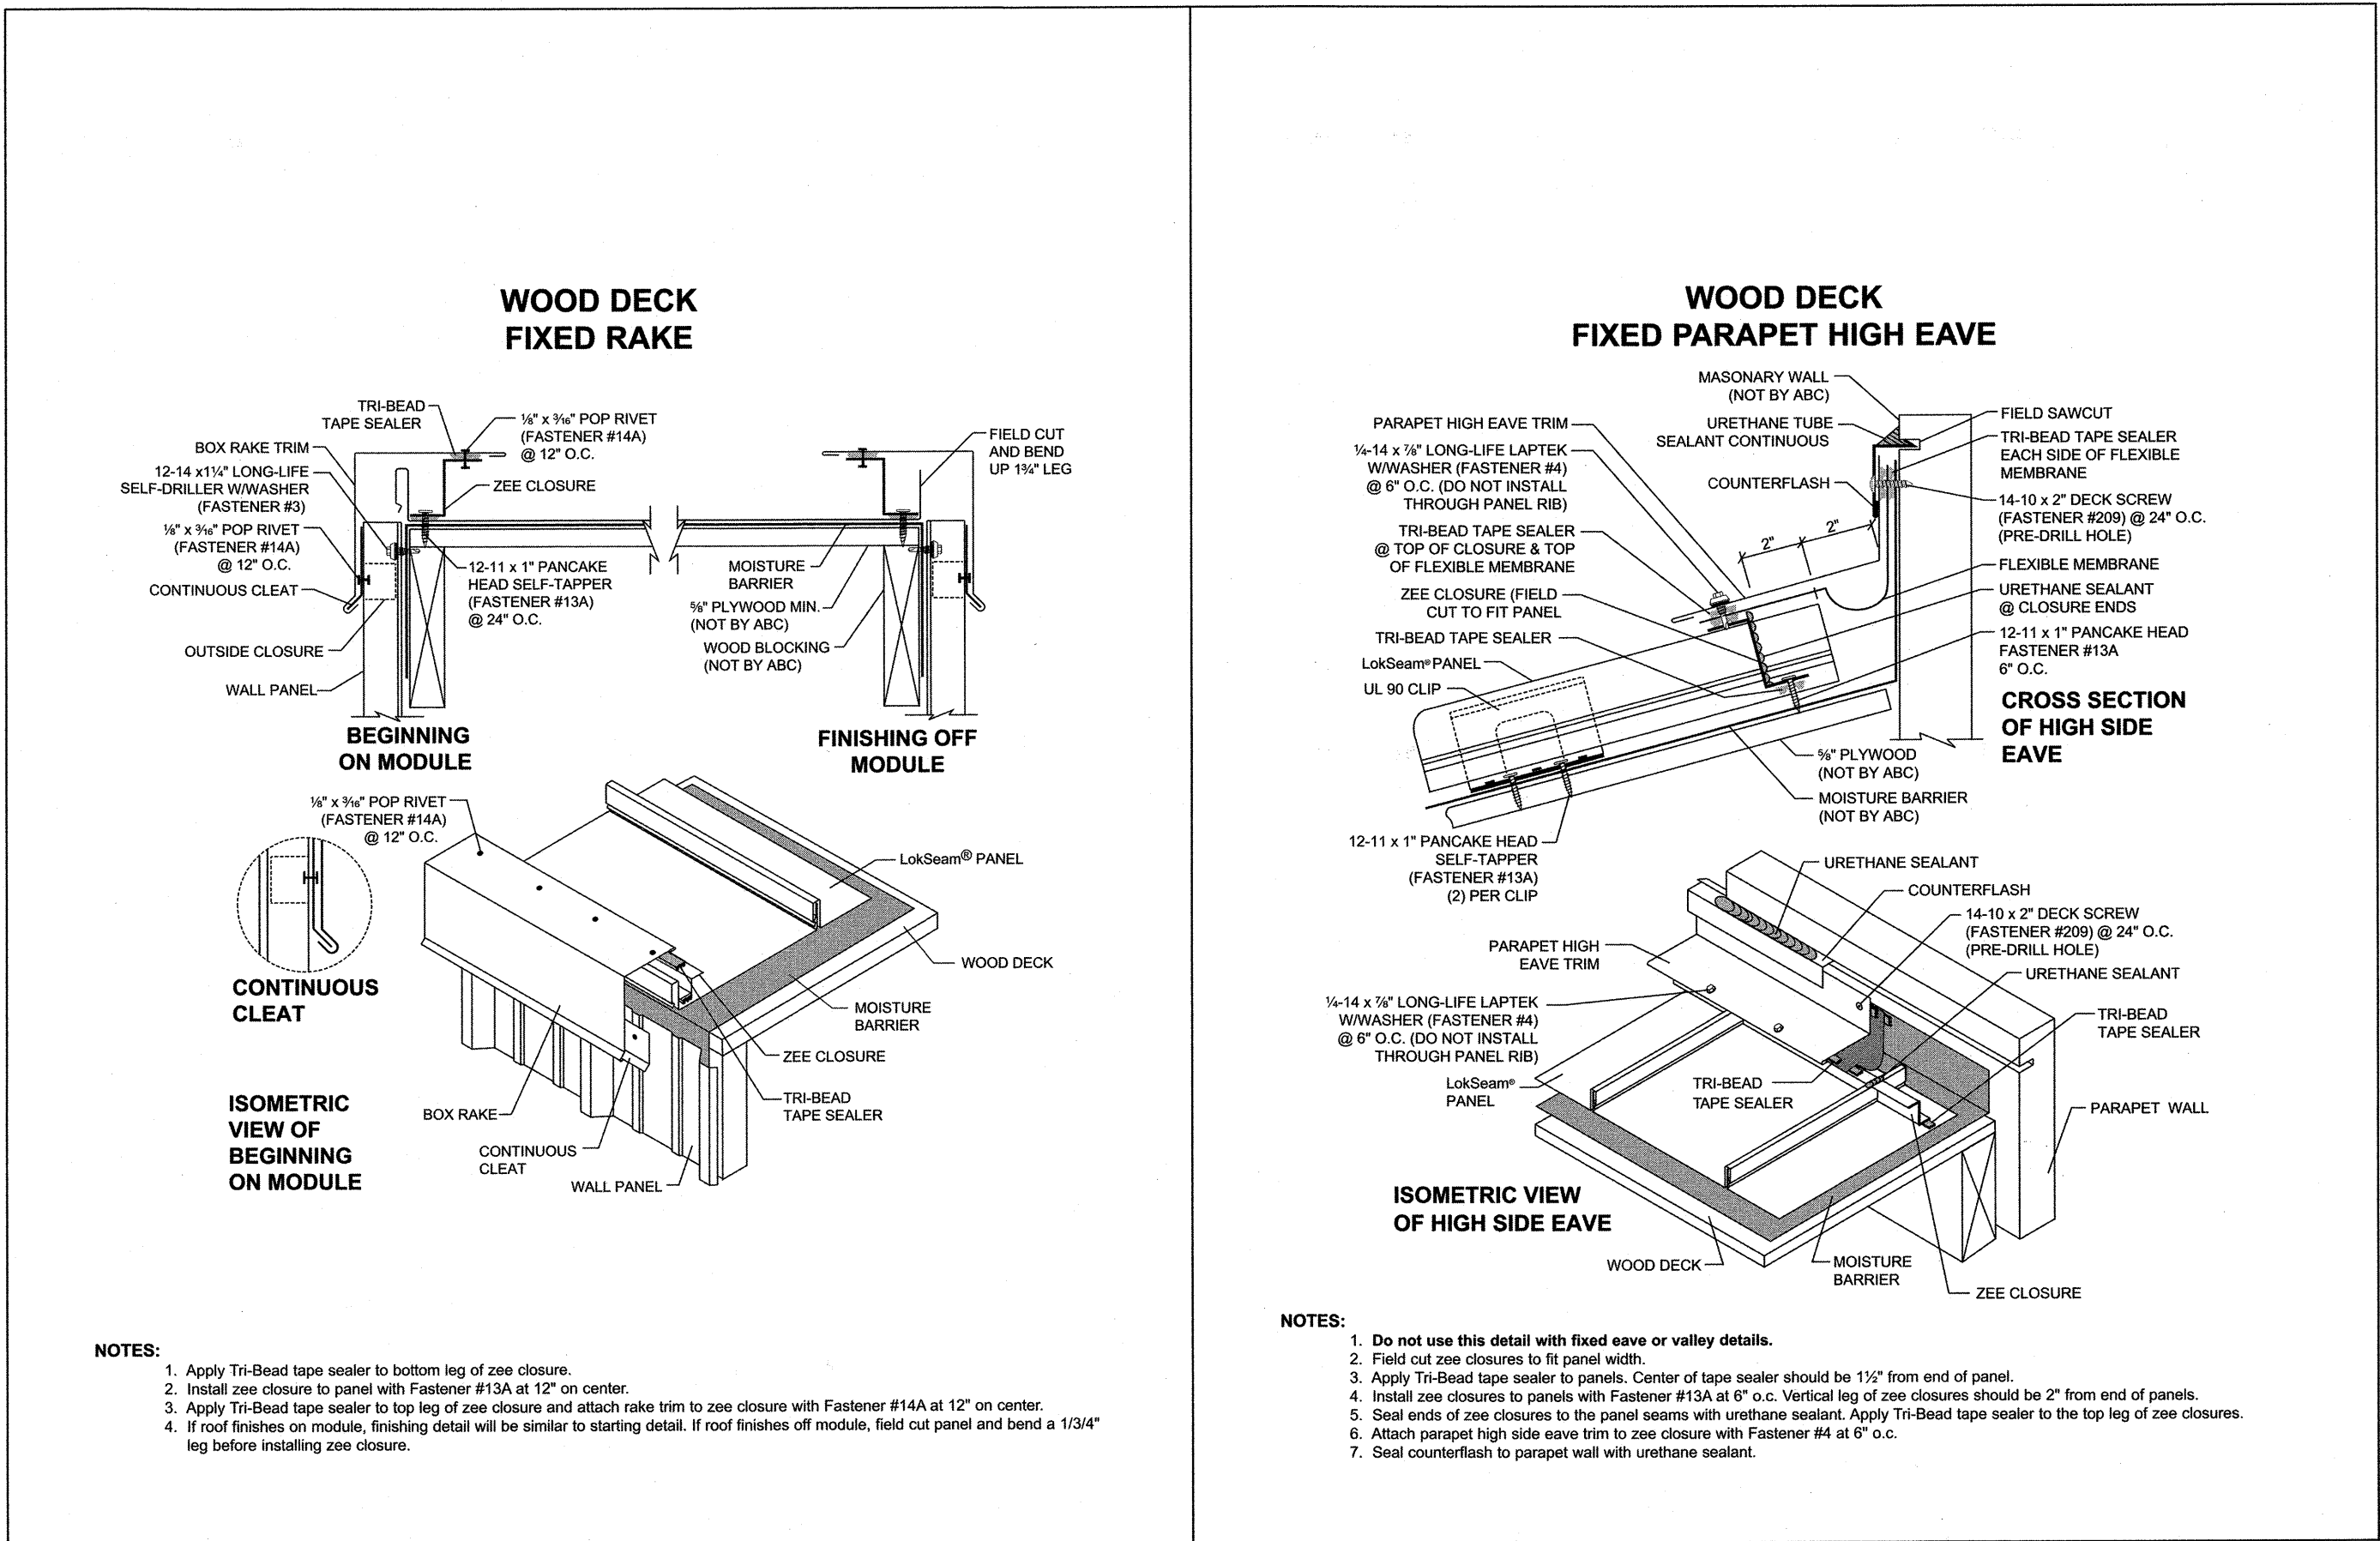 WOOD DECK
FIXED RAKE
TRI-BEAD
TAPE SEALER
⅛" x 3⁄16" POP RIVET
(FASTENER #14A)
@ 12" O.C.
BOX RAKE TRIM
12-14 x1¼" LONG-LIFE
SELF-DRILLER W/WASHER
(FASTENER #3)
ZEE CLOSURE
FIELD CUT
AND BEND
UP 1¾" LEG
⅛" x 3⁄16" POP RIVET
(FASTENER #14A)
@ 12" O.C.
CONTINUOUS CLEAT
12-11 x 1" PANCAKE
HEAD SELF-TAPPER
(FASTENER #13A)
@ 24" O.C.
MOISTURE
BARRIER
⅝" PLYWOOD MIN.
(NOT BY ABC)
WOOD BLOCKING
(NOT BY ABC)
OUTSIDE CLOSURE
WALL PANEL
BEGINNING
ON MODULE
FINISHING OFF
MODULE
⅛" x 3⁄16" POP RIVET
(FASTENER #14A)
@ 12" O.C.
LokSeam® PANEL
WOOD DECK
MOISTURE
BARRIER
ZEE CLOSURE
TRI-BEAD
TAPE SEALER
CONTINUOUS
CLEAT
ISOMETRIC
VIEW OF
BEGINNING
ON MODULE
BOX RAKE
CONTINUOUS
CLEAT
WALL PANEL
NOTES:
1. Apply Tri-Bead tape sealer to bottom leg of zee closure.
2. Install zee closure to panel with Fastener #13A at 12" on center.
3. Apply Tri-Bead tape sealer to top leg of zee closure and attach rake trim to zee closure with Fastener #14A at 12" on center.
4. If roof finishes on module, finishing detail will be similar to starting detail. If roof finishes off module, field cut panel and bend a 1/3/4"
leg before installing zee closure.
WOOD DECK
FIXED PARAPET HIGH EAVE
MASONARY WALL
(NOT BY ABC)
PARAPET HIGH EAVE TRIM
URETHANE TUBE
SEALANT CONTINUOUS
FIELD SAWCUT
¼-14 x ⅞" LONG-LIFE LAPTEK
W/WASHER (FASTENER #4)
@ 6" O.C. (DO NOT INSTALL
THROUGH PANEL RIB)
TRI-BEAD TAPE SEALER
EACH SIDE OF FLEXIBLE
MEMBRANE
COUNTERFLASH
14-10 x 2" DECK SCREW
(FASTENER #209) @ 24" O.C.
(PRE-DRILL HOLE)
TRI-BEAD TAPE SEALER
@ TOP OF CLOSURE & TOP
OF FLEXIBLE MEMBRANE
2"
2"
FLEXIBLE MEMBRANE
ZEE CLOSURE (FIELD
CUT TO FIT PANEL
URETHANE SEALANT
@ CLOSURE ENDS
TRI-BEAD TAPE SEALER
12-11 x 1" PANCAKE HEAD
FASTENER #13A
6" O.C.
LokSeam® PANEL
UL 90 CLIP
CROSS SECTION
OF HIGH SIDE
EAVE
⅝" PLYWOOD
(NOT BY ABC)
MOISTURE BARRIER
(NOT BY ABC)
12-11 x 1" PANCAKE HEAD
SELF-TAPPER
(FASTENER #13A)
(2) PER CLIP
URETHANE SEALANT
COUNTERFLASH
14-10 x 2" DECK SCREW
(FASTENER #209) @ 24" O.C.
(PRE-DRILL HOLE)
PARAPET HIGH
EAVE TRIM
URETHANE SEALANT
¼-14 x ⅞" LONG-LIFE LAPTEK
W/WASHER (FASTENER #4)
@ 6" O.C. (DO NOT INSTALL
THROUGH PANEL RIB)
TRI-BEAD
TAPE SEALER
LokSeam®
PANEL
TRI-BEAD
TAPE SEALER
PARAPET WALL
ISOMETRIC VIEW
OF HIGH SIDE EAVE
WOOD DECK
MOISTURE
BARRIER
ZEE CLOSURE
NOTES:
1. Do not use this detail with fixed eave or valley details.
2. Field cut zee closures to fit panel width.
3. Apply Tri-Bead tape sealer to panels. Center of tape sealer should be 1½" from end of panel.
4. Install zee closures to panels with Fastener #13A at 6" o.c. Vertical leg of zee closures should be 2" from end of panels.
5. Seal ends of zee closures to the panel seams with urethane sealant. Apply Tri-Bead tape sealer to the top leg of zee closures.
6. Attach parapet high side eave trim to zee closure with Fastener #4 at 6" o.c.
7. Seal counterflash to parapet wall with urethane sealant.